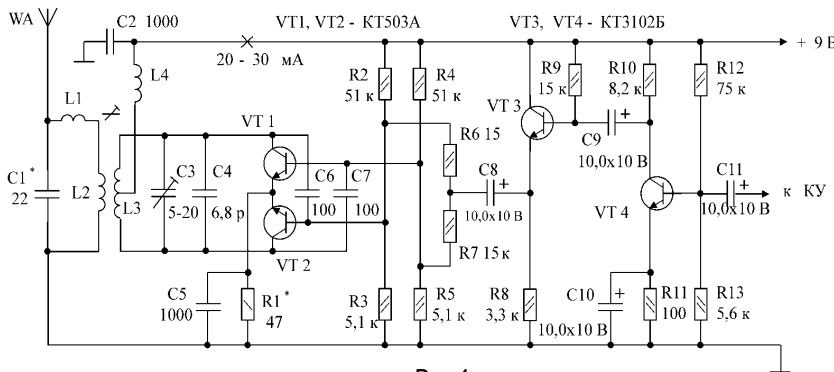 WA
C2 1000
VT1, VT2 - КТ503А
VT3, VT4 - КТ3102Б
+ 9 В
20 - 30 мА
L4
L1
R2
51 к
R4
51 к
R9
15 к
R10
8,2 к
R12
75 к
VT 1
VT 3
R6 15
C9
10,0x10 В
C1*
22
L2
L3
C3
5-20
C4
6,8 р
C6
100
C7
100
C8
10,0x10 В
C11
10,0x10 В
к КУ
VT 4
VT 2
R7 15 к
C5
1000
R1*
47
R3
5,1 к
R5
5,1 к
R8
3,3 к
C10
10,0x10 В
R11
100
R13
5,6 к